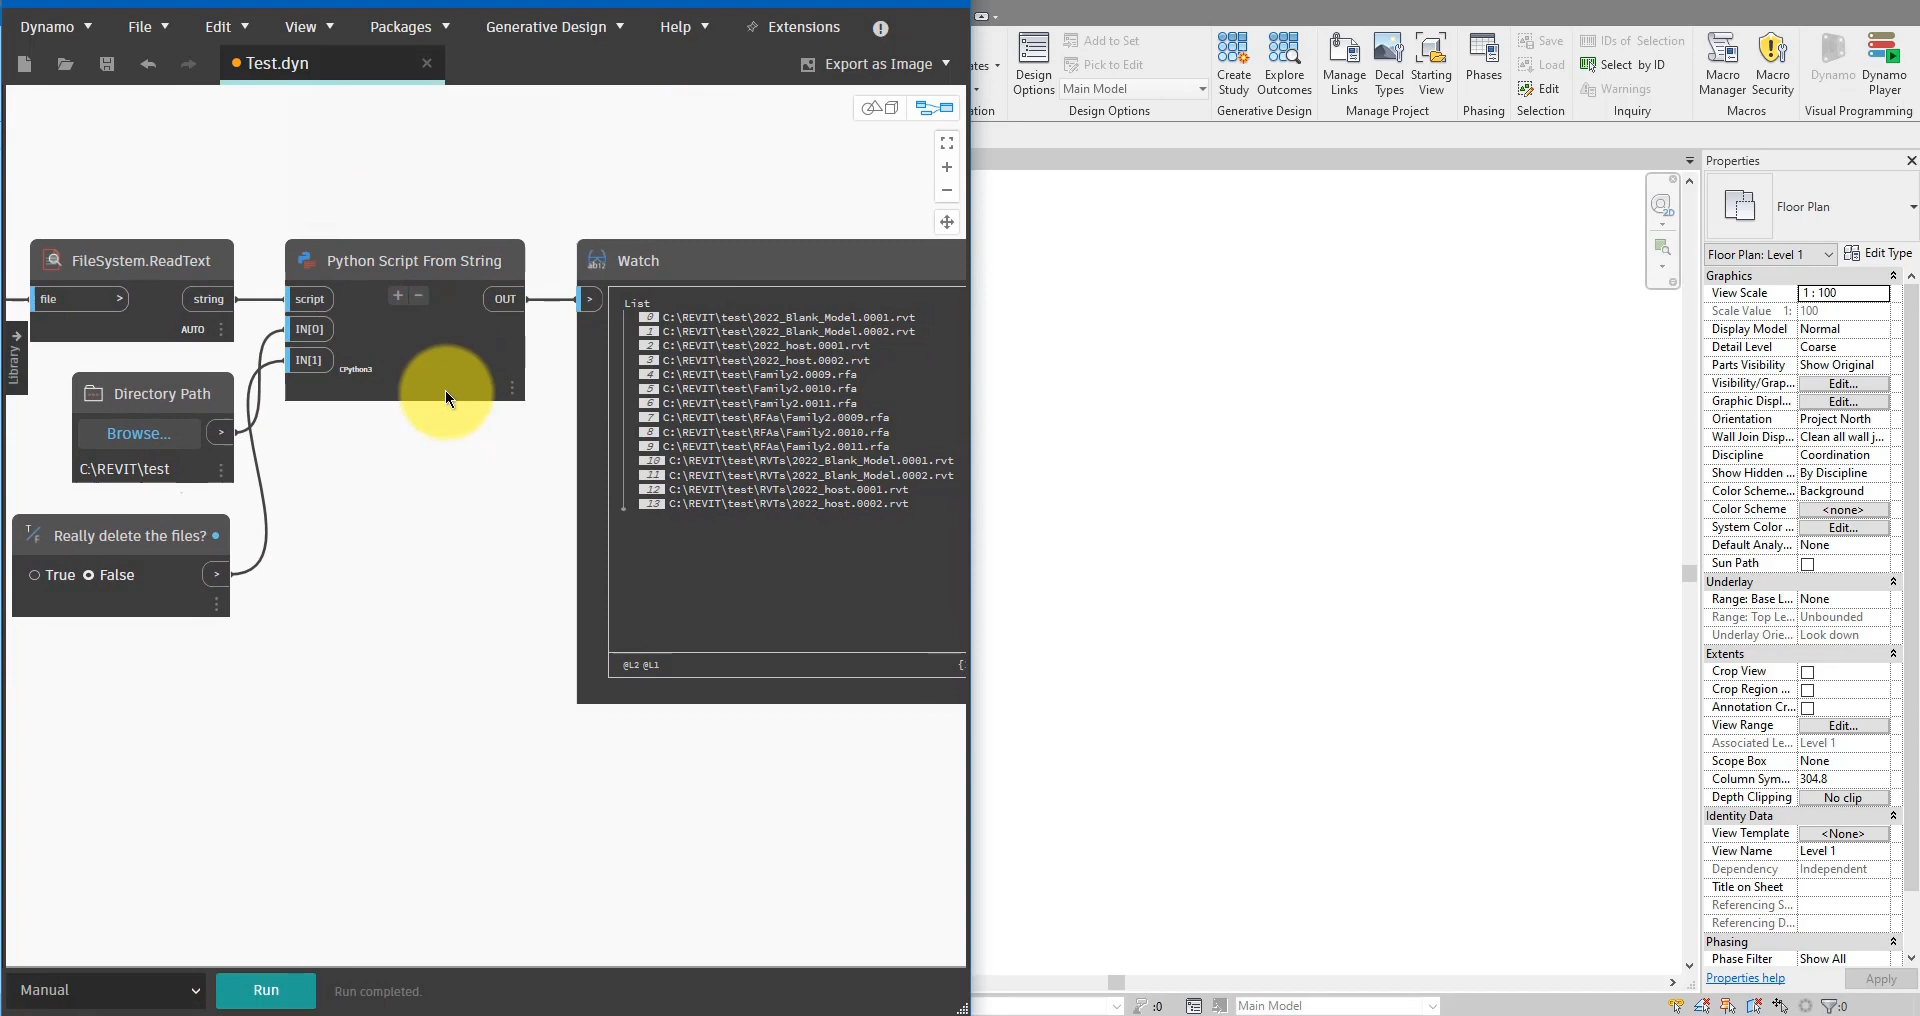 Dynamo File Edit View Packages Generative Design Help Extensions
Test.dyn
Export as Image
FileSystem.ReadText
file > string
AUTO
Python Script From String
script + − OUT
IN[0]
IN[1]
CPython3
Library
Directory Path
Browse... >
C:\REVIT\test
Really delete the files?
True False >
Watch
>
List
0 C:\REVIT\test\2022_Blank_Model.0001.rvt
1 C:\REVIT\test\2022_Blank_Model.0002.rvt
2 C:\REVIT\test\2022_host.0001.rvt
3 C:\REVIT\test\2022_host.0002.rvt
4 C:\REVIT\test\Family2.0009.rfa
5 C:\REVIT\test\Family2.0010.rfa
6 C:\REVIT\test\Family2.0011.rfa
7 C:\REVIT\test\RFAs\Family2.0009.rfa
8 C:\REVIT\test\RFAs\Family2.0010.rfa
9 C:\REVIT\test\RFAs\Family2.0011.rfa
10 C:\REVIT\test\RVTs\2022_Blank_Model.0001.rvt
11 C:\REVIT\test\RVTs\2022_Blank_Model.0002.rvt
12 C:\REVIT\test\RVTs\2022_host.0001.rvt
13 C:\REVIT\test\RVTs\2022_host.0002.rvt
@L2 @L1 {
Manual Run Run completed.
ates
ation
Design Options
Add to Set
Pick to Edit
Main Model
Design Options
Create Study
Explore Outcomes
Generative Design
Manage Links
Decal Types
Starting View
Manage Project
Phases
Phasing
Save
Load
Edit
Selection
IDs of Selection
Select by ID
Warnings
Inquiry
Macro Manager
Macro Security
Macros
Dynamo
Dynamo Player
Visual Programming
2D
Properties
Floor Plan
Floor Plan: Level 1 Edit Type
Graphics
View Scale 1 : 100
Scale Value 1: 100
Display Model Normal
Detail Level Coarse
Parts Visibility Show Original
Visibility/Grap... Edit...
Graphic Displ... Edit...
Orientation Project North
Wall Join Disp... Clean all wall j...
Discipline Coordination
Show Hidden ... By Discipline
Color Scheme... Background
Color Scheme <none>
System Color ... Edit...
Default Analy... None
Sun Path
Underlay
Range: Base L... None
Range: Top Le... Unbounded
Underlay Orie... Look down
Extents
Crop View
Crop Region ...
Annotation Cr...
View Range Edit...
Associated Le... Level 1
Scope Box None
Column Sym... 304.8
Depth Clipping No clip
Identity Data
View Template <None>
View Name Level 1
Dependency Independent
Title on Sheet
Referencing S...
Referencing D...
Phasing
Phase Filter Show All
Properties help Apply
:0 Main Model :0